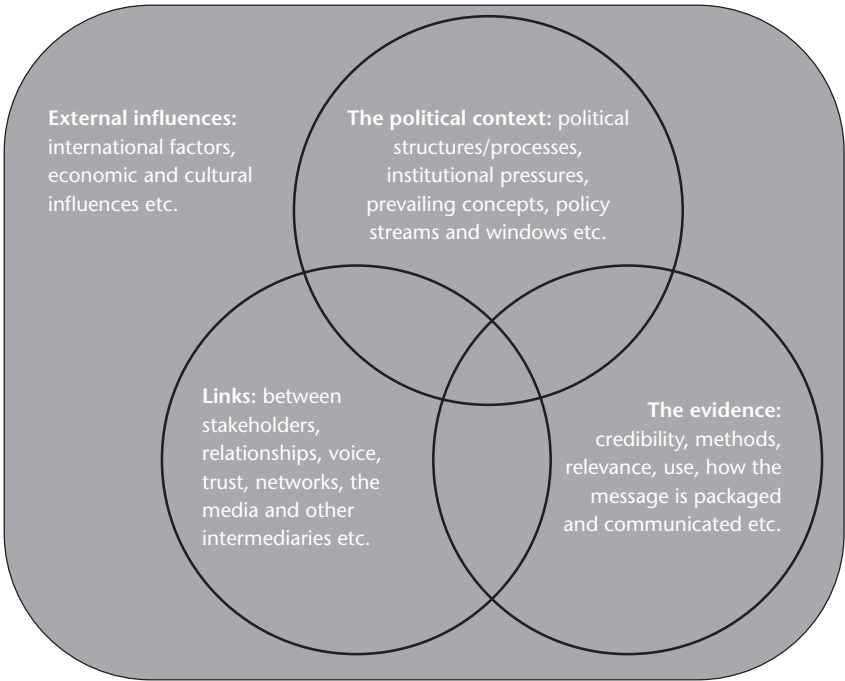 External influences:
international factors,
economic and cultural
influences etc.
The political context: political
structures/processes,
institutional pressures,
prevailing concepts, policy
streams and windows etc.
Links: between
stakeholders,
relationships, voice,
trust, networks, the
media and other
intermediaries etc.
The evidence:
credibility, methods,
relevance, use, how the
message is packaged
and communicated etc.